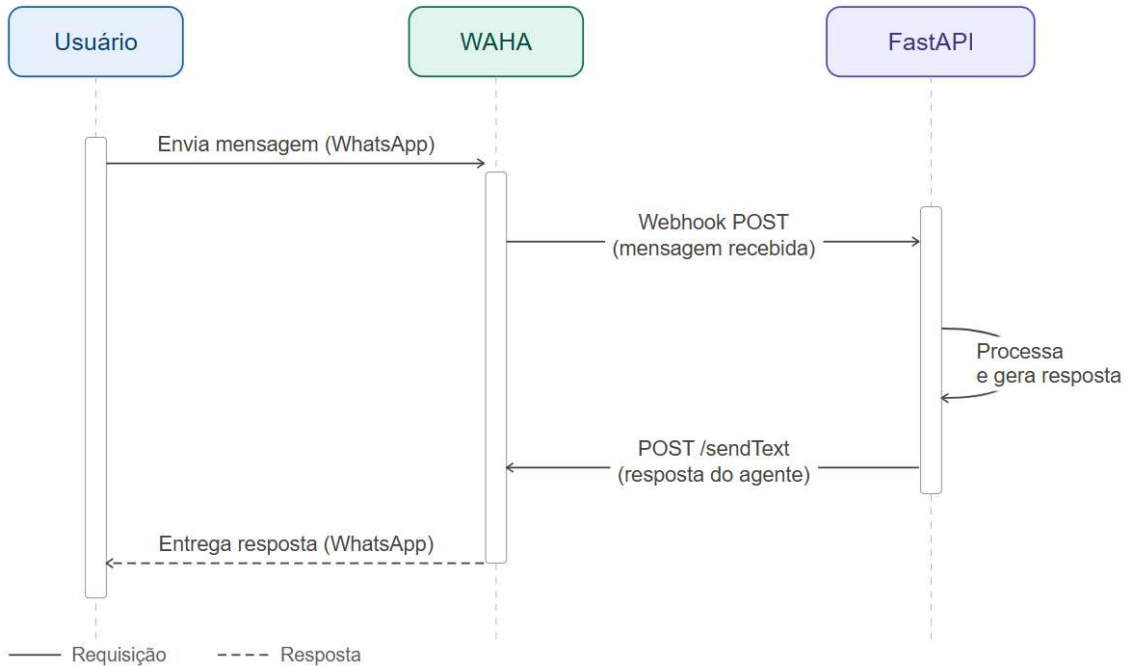 Usuário
WAHA
FastAPI
Envia mensagem (WhatsApp)
Webhook POST
(mensagem recebida)
Processa
e gera resposta
POST /sendText
(resposta do agente)
Entrega resposta (WhatsApp)
Requisição
Resposta